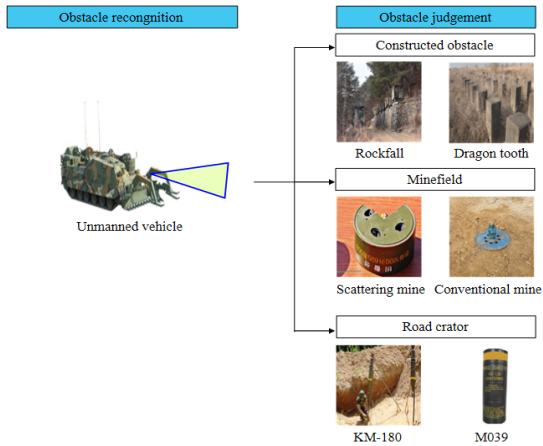 Obstacle recongnition
Obstacle judgement
Constructed obstacle
Rockfall
Dragon tooth
Unmanned vehicle
Minefield
Scattering mine
Conventional mine
Road crator
KM-180
M039